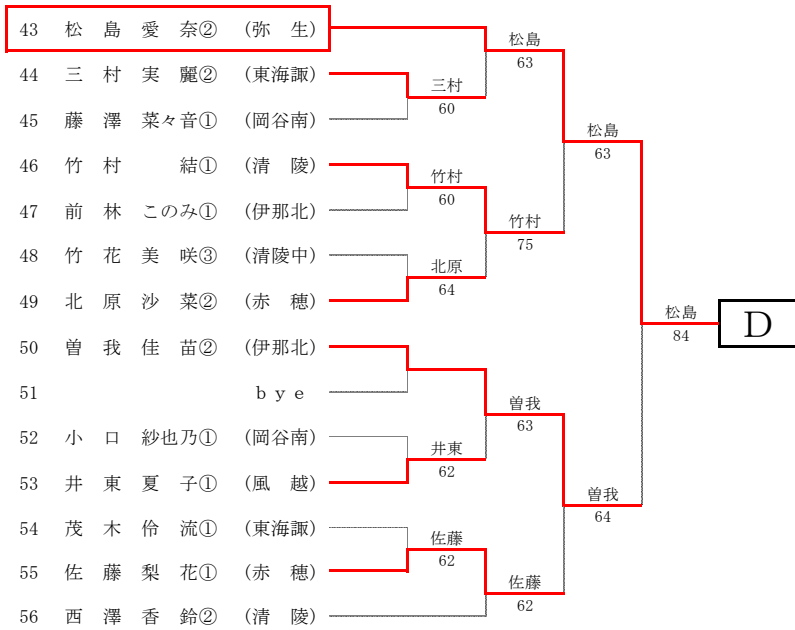 43 松島愛奈② (弥生)
44 三村実麗② (東海諏)
45 藤澤菜々音① (岡谷南)
46 竹村結① (清陵)
47 前林このみ① (伊那北)
48 竹花美咲③ (清陵中)
49 北原沙菜② (赤穂)
50 曽我佳苗② (伊那北)
51 bye
52 小口紗也乃① (岡谷南)
53 井東夏子① (風越)
54 茂木伶流① (東海諏)
55 佐藤梨花① (赤穂)
56 西澤香鈴② (清陵)
三村
60
竹村
60
北原
64
井東
62
佐藤
62
松島
63
竹村
75
曽我
63
佐藤
62
松島
63
曽我
64
松島
84
D